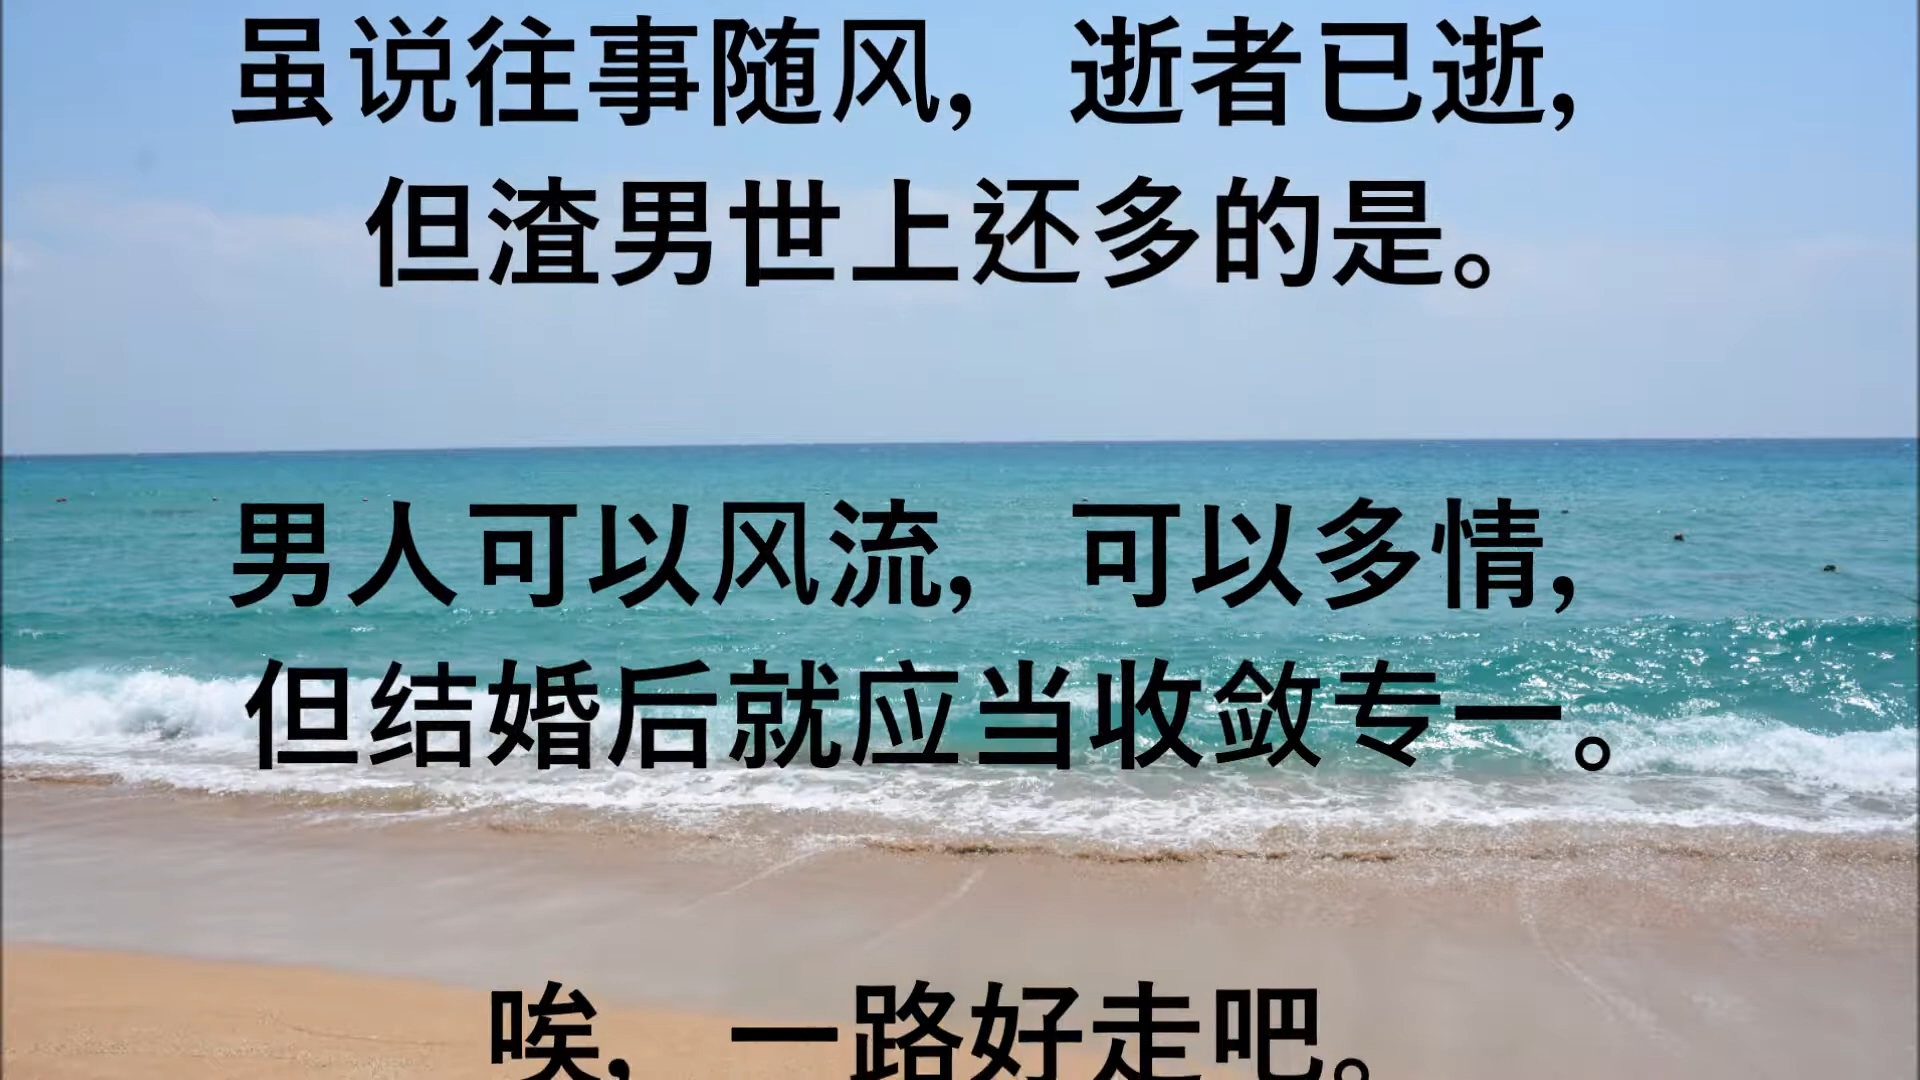 虽说往事随风, 逝者已逝,
但渣男世上还多的是。
男人可以风流, 可以多情,
但结婚后就应当收敛专一。
唉, 一路好走吧。